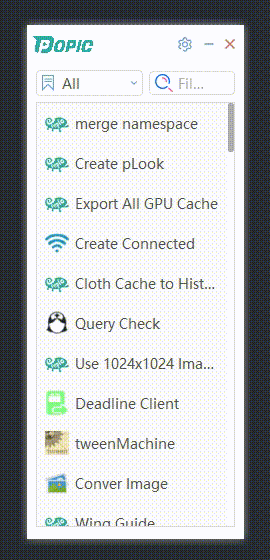 DOPIC
All
Fil...
merge namespace
Create pLook
Export All GPU Cache
Create Connected
Cloth Cache to Hist...
Query Check
Use 1024x1024 Ima...
Deadline Client
tweenMachine
Conver Image
Wing Guide